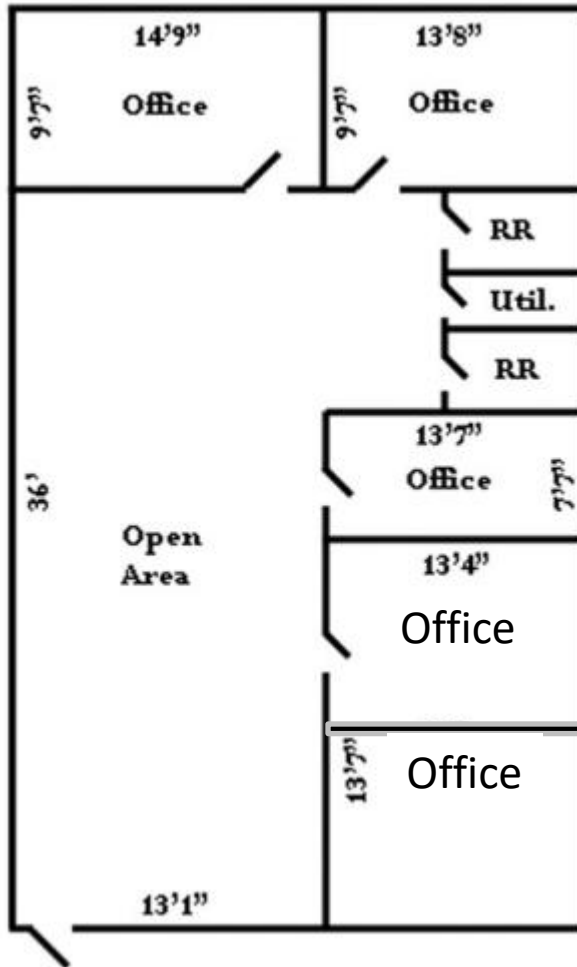 14’9”
13’8”
9’7”
Office
9’7”
Office
RR
Util.
RR
13’7”
Office
7’7”
36’
Open
Area
13’4”
Office
13’7”
Office
13’1”